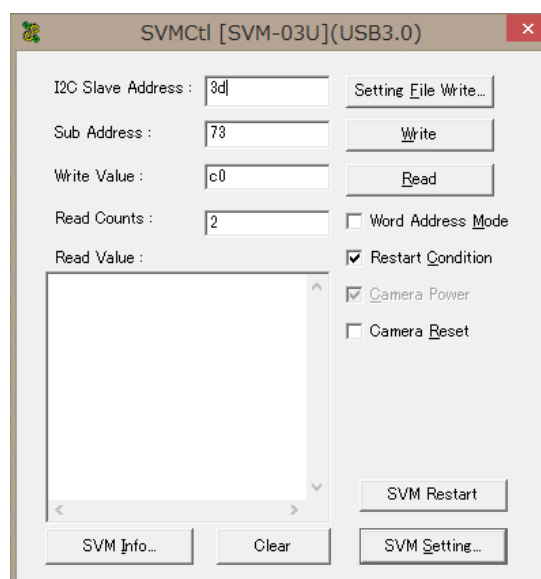 SVMCtl [SVM-03U](USB3.0)
I2C Slave Address : 3d Setting File Write...
Sub Address : 73 Write
Write Value : c0 Read
Read Counts : 2 Word Address Mode
Read Value : Restart Condition
Camera Power
Camera Reset
SVM Restart
SVM Info... Clear SVM Setting...